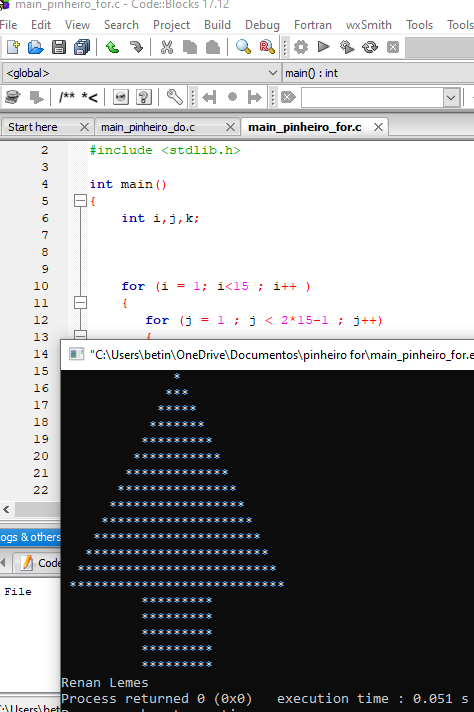 main_pinheiro_for.c - Code::Blocks 17.12
Edit View Search Project Build Debug Fortran wxSmith Tools Tools
<global> main() : int
/** *<
Start here main_pinheiro_do.c main_pinheiro_for.c
2 #include <stdlib.h>
3
4 int main()
5 {
6 int i,j,k;
7
8
9
10 for (i = 1; i<15 ; i++ )
11 {
12 for (j = 1 ; j < 2*15-1 ; j++)
13 {
14 "C:\Users\betin\OneDrive\Documentos\pinheiro for\main_pinheiro_for.e
15 *
16 ***
17 *****
18 *******
19 *********
20 ***********
21 *************
22 ***************
*****************
*******************
*********************
***********************
*************************
***************************
*********
*********
*********
*********
*********
ogs & others
Code
File
Renan Lemes
Process returned 0 (0x0) execution time : 0.051 s
:\Users\betin